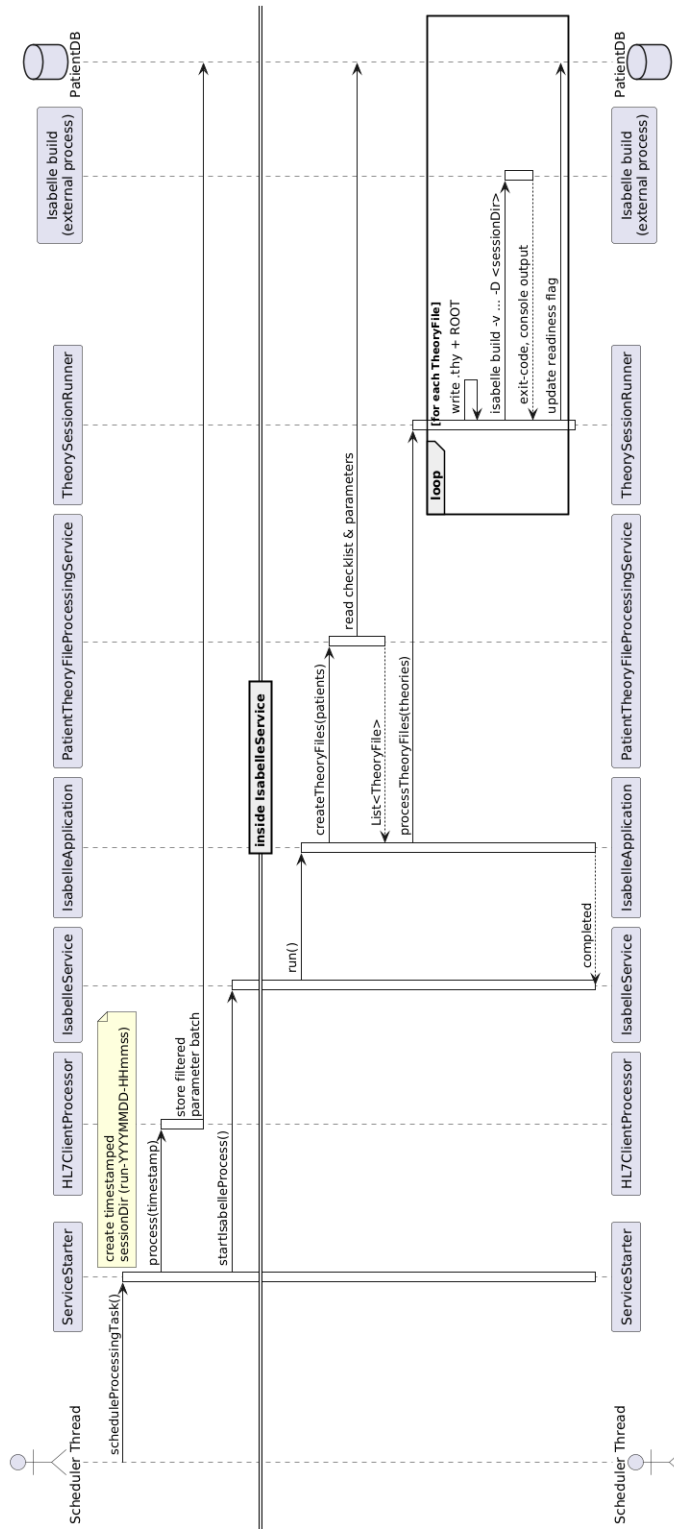 Scheduler Thread
ServiceStarter
HL7ClientProcessor
IsabelleService
IsabelleApplication
PatientTheoryFileProcessingService
TheorySessionRunner
Isabelle build
(external process)
PatientDB
scheduleProcessingTask()
create timestamped
sessionDir (run-YYYYMMDD-HHmmss)
process(timestamp)
store filtered
parameter batch
startIsabelleProcess()
inside IsabelleService
run()
createTheoryFiles(patients)
read checklist & parameters
List<TheoryFile>
processTheoryFiles(theories)
loop
[for each TheoryFile]
write .thy + ROOT
isabelle build -v ... -D <sessionDir>
exit-code, console output
update readiness flag
completed
Scheduler Thread
ServiceStarter
HL7ClientProcessor
IsabelleService
IsabelleApplication
PatientTheoryFileProcessingService
TheorySessionRunner
Isabelle build
(external process)
PatientDB